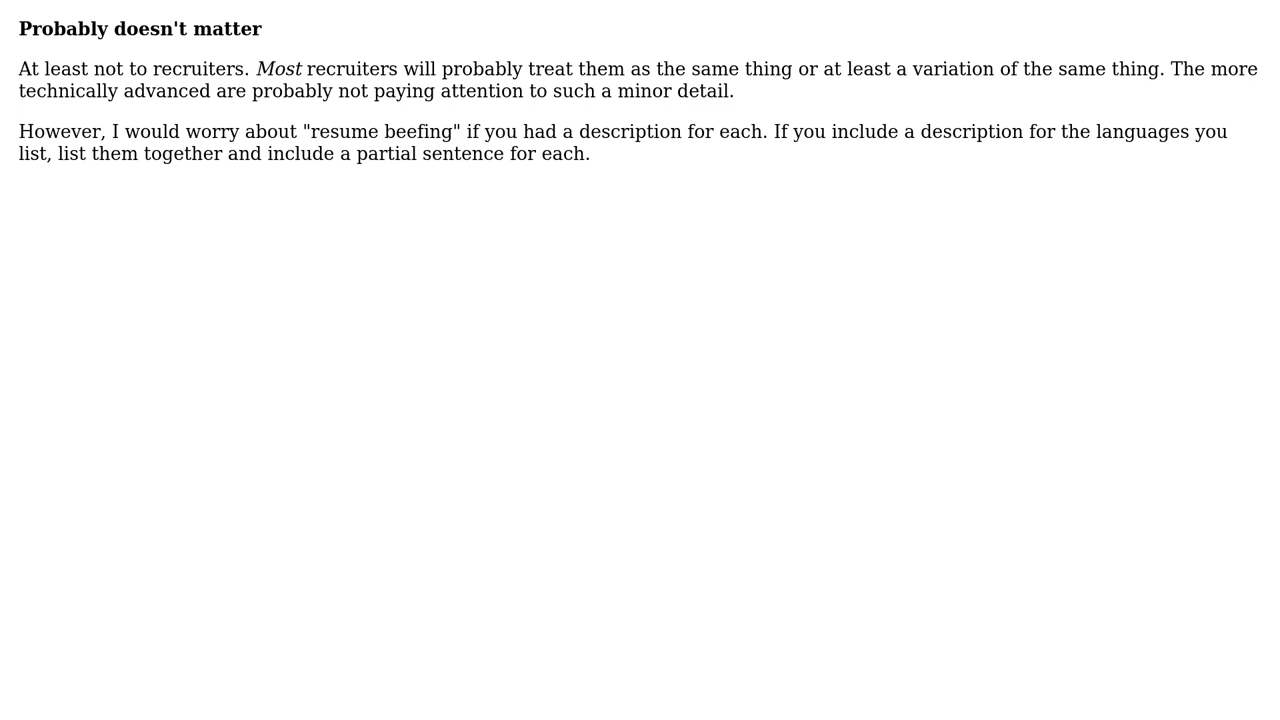 Probably doesn't matter
At least not to recruiters. Most recruiters will probably treat them as the same thing or at least a variation of the same thing. The more
technically advanced are probably not paying attention to such a minor detail.
However, I would worry about "resume beefing" if you had a description for each. If you include a description for the languages you
list, list them together and include a partial sentence for each.